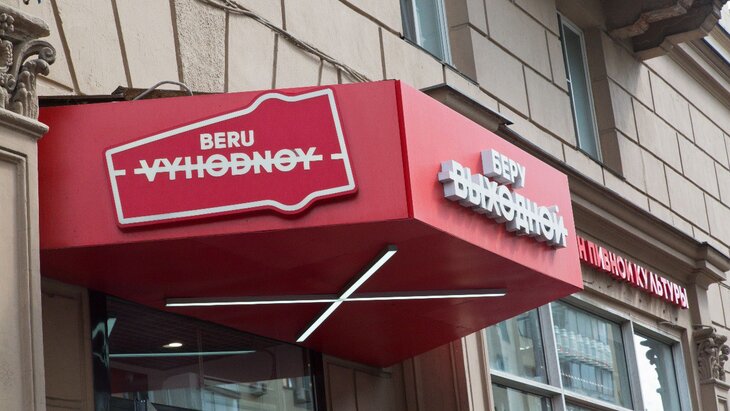 BERU
VYHODNOY
БЕРУ
ВЫХОДНОЙ
Н ПИВНОЙ КУЛЬТУРЫ